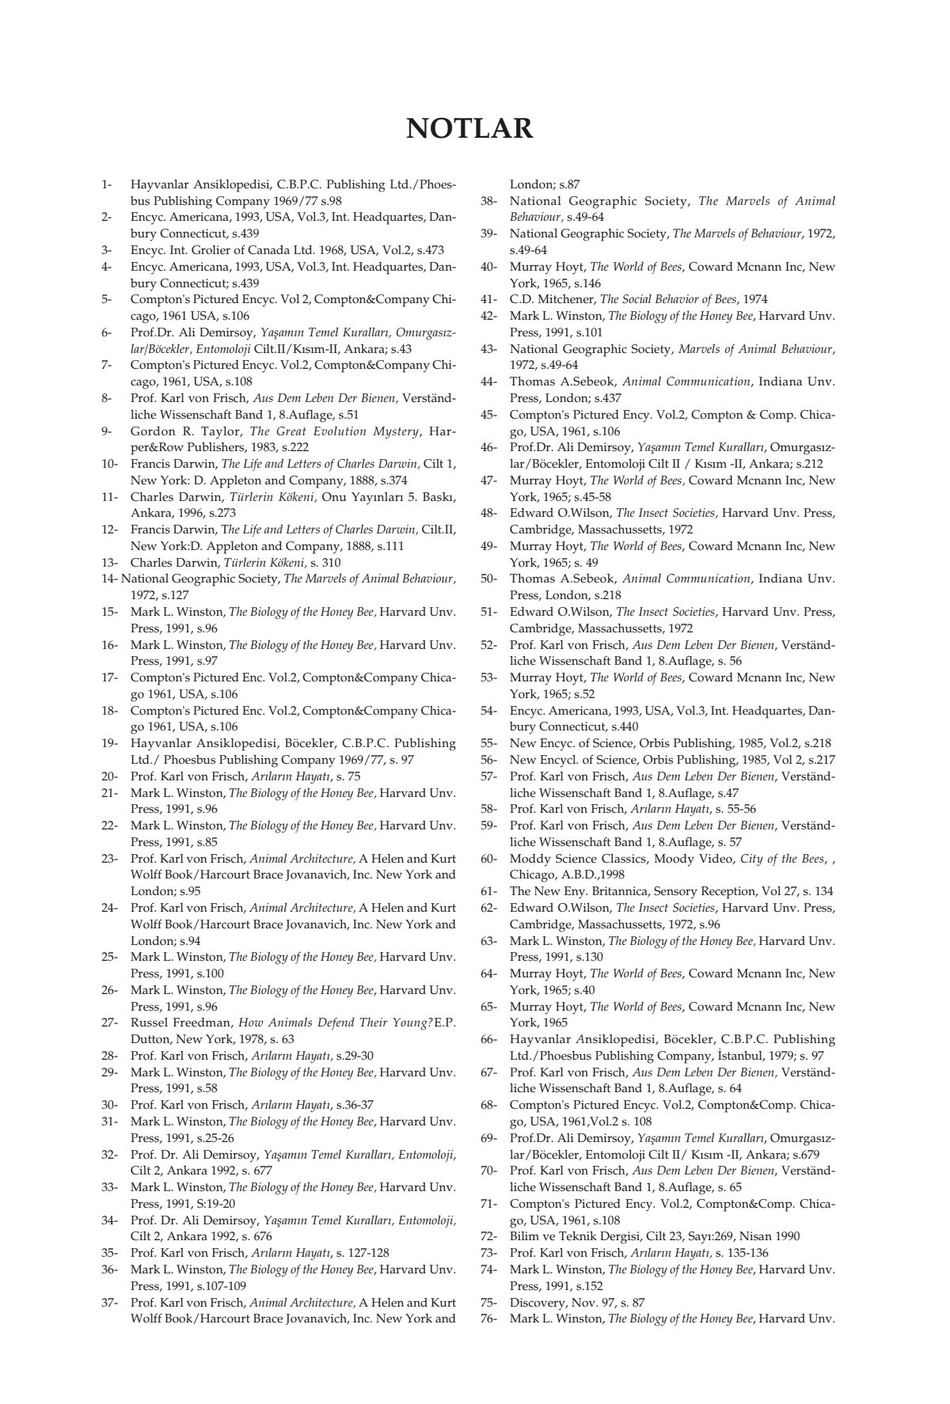 NOTLAR
1- Hayvanlar Ansiklopedisi, C.B.P.C. Publishing Ltd./Phoes-
bus Publishing Company 1969/77 s.98
2- Encyc. Americana, 1993, USA, Vol.3, Int. Headquartes, Dan-
bury Connecticut, s.439
3- Encyc. Int. Grolier of Canada Ltd. 1968, USA, Vol.2, s.473
4- Encyc. Americana, 1993, USA, Vol.3, Int. Headquartes, Dan-
bury Connecticut; s.439
5- Compton's Pictured Encyc. Vol 2, Compton&Company Chi-
cago, 1961 USA, s.106
6- Prof.Dr. Ali Demirsoy, Yaşamın Temel Kuralları, Omurgasız-
lar/Böcekler, Entomoloji Cilt.II/Kısım-II, Ankara; s.43
7- Compton's Pictured Encyc. Vol.2, Compton&Company Chi-
cago, 1961, USA, s.108
8- Prof. Karl von Frisch, Aus Dem Leben Der Bienen, Verständ-
liche Wissenschaft Band 1, 8.Auflage, s.51
9- Gordon R. Taylor, The Great Evolution Mystery, Har-
per&Row Publishers, 1983, s.222
10- Francis Darwin, The Life and Letters of Charles Darwin, Cilt 1,
New York: D. Appleton and Company, 1888, s.374
11- Charles Darwin, Türlerin Kökeni, Onu Yayınları 5. Baskı,
Ankara, 1996, s.273
12- Francis Darwin, The Life and Letters of Charles Darwin, Cilt.II,
New York:D. Appleton and Company, 1888, s.111
13- Charles Darwin, Türlerin Kökeni, s. 310
14- National Geographic Society, The Marvels of Animal Behaviour,
1972, s.127
15- Mark L. Winston, The Biology of the Honey Bee, Harvard Unv.
Press, 1991, s.96
16- Mark L. Winston, The Biology of the Honey Bee, Harvard Unv.
Press, 1991, s.97
17- Compton's Pictured Enc. Vol.2, Compton&Company Chica-
go 1961, USA, s.106
18- Compton's Pictured Enc. Vol.2, Compton&Company Chica-
go 1961, USA, s.106
19- Hayvanlar Ansiklopedisi, Böcekler, C.B.P.C. Publishing
Ltd./ Phoesbus Publishing Company 1969/77, s. 97
20- Prof. Karl von Frisch, Arıların Hayatı, s. 75
21- Mark L. Winston, The Biology of the Honey Bee, Harvard Unv.
Press, 1991, s.96
22- Mark L. Winston, The Biology of the Honey Bee, Harvard Unv.
Press, 1991, s.85
23- Prof. Karl von Frisch, Animal Architecture, A Helen and Kurt
Wolff Book/Harcourt Brace Jovanavich, Inc. New York and
London; s.95
24- Prof. Karl von Frisch, Animal Architecture, A Helen and Kurt
Wolff Book/Harcourt Brace Jovanavich, Inc. New York and
London; s.94
25- Mark L. Winston, The Biology of the Honey Bee, Harvard Unv.
Press, 1991, s.100
26- Mark L. Winston, The Biology of the Honey Bee, Harvard Unv.
Press, 1991, s.96
27- Russel Freedman, How Animals Defend Their Young?E.P.
Dutton, New York, 1978, s. 63
28- Prof. Karl von Frisch, Arıların Hayatı, s.29-30
29- Mark L. Winston, The Biology of the Honey Bee, Harvard Unv.
Press, 1991, s.58
30- Prof. Karl von Frisch, Arıların Hayatı, s.36-37
31- Mark L. Winston, The Biology of the Honey Bee, Harvard Unv.
Press, 1991, s.25-26
32- Prof. Dr. Ali Demirsoy, Yaşamın Temel Kuralları, Entomoloji,
Cilt 2, Ankara 1992, s. 677
33- Mark L. Winston, The Biology of the Honey Bee, Harvard Unv.
Press, 1991, S:19-20
34- Prof. Dr. Ali Demirsoy, Yaşamın Temel Kuralları, Entomoloji,
Cilt 2, Ankara 1992, s. 676
35- Prof. Karl von Frisch, Arıların Hayatı, s. 127-128
36- Mark L. Winston, The Biology of the Honey Bee, Harvard Unv.
Press, 1991, s.107-109
37- Prof. Karl von Frisch, Animal Architecture, A Helen and Kurt
Wolff Book/Harcourt Brace Jovanavich, Inc. New York and
London; s.87
38- National Geographic Society, The Marvels of Animal
Behaviour, s.49-64
39- National Geographic Society, The Marvels of Behaviour, 1972,
s.49-64
40- Murray Hoyt, The World of Bees, Coward Mcnann Inc, New
York, 1965, s.146
41- C.D. Mitchener, The Social Behavior of Bees, 1974
42- Mark L. Winston, The Biology of the Honey Bee, Harvard Unv.
Press, 1991, s.101
43- National Geographic Society, Marvels of Animal Behaviour,
1972, s.49-64
44- Thomas A.Sebeok, Animal Communication, Indiana Unv.
Press, London; s.437
45- Compton's Pictured Ency. Vol.2, Compton & Comp. Chica-
go, USA, 1961, s.106
46- Prof.Dr. Ali Demirsoy, Yaşamın Temel Kuralları, Omurgasız-
lar/Böcekler, Entomoloji Cilt II / Kısım -II, Ankara; s.212
47- Murray Hoyt, The World of Bees, Coward Mcnann Inc, New
York, 1965; s.45-58
48- Edward O.Wilson, The Insect Societies, Harvard Unv. Press,
Cambridge, Massachussetts, 1972
49- Murray Hoyt, The World of Bees, Coward Mcnann Inc, New
York, 1965; s. 49
50- Thomas A.Sebeok, Animal Communication, Indiana Unv.
Press, London, s.218
51- Edward O.Wilson, The Insect Societies, Harvard Unv. Press,
Cambridge, Massachussetts, 1972
52- Prof. Karl von Frisch, Aus Dem Leben Der Bienen, Verständ-
liche Wissenschaft Band 1, 8.Auflage, s. 56
53- Murray Hoyt, The World of Bees, Coward Mcnann Inc, New
York, 1965; s.52
54- Encyc. Americana, 1993, USA, Vol.3, Int. Headquartes, Dan-
bury Connecticut, s.440
55- New Encyc. of Science, Orbis Publishing, 1985, Vol.2, s.218
56- New Encycl. of Science, Orbis Publishing, 1985, Vol 2, s.217
57- Prof. Karl von Frisch, Aus Dem Leben Der Bienen, Verständ-
liche Wissenschaft Band 1, 8.Auflage, s.47
58- Prof. Karl von Frisch, Arıların Hayatı, s. 55-56
59- Prof. Karl von Frisch, Aus Dem Leben Der Bienen, Verständ-
liche Wissenschaft Band 1, 8.Auflage, s. 57
60- Moddy Science Classics, Moody Video, City of the Bees, ,
Chicago, A.B.D.,1998
61- The New Eny. Britannica, Sensory Reception, Vol 27, s. 134
62- Edward O.Wilson, The Insect Societies, Harvard Unv. Press,
Cambridge, Massachussetts, 1972, s.96
63- Mark L. Winston, The Biology of the Honey Bee, Harvard Unv.
Press, 1991, s.130
64- Murray Hoyt, The World of Bees, Coward Mcnann Inc, New
York, 1965; s.40
65- Murray Hoyt, The World of Bees, Coward Mcnann Inc, New
York, 1965
66- Hayvanlar Ansiklopedisi, Böcekler, C.B.P.C. Publishing
Ltd./Phoesbus Publishing Company, İstanbul, 1979; s. 97
67- Prof. Karl von Frisch, Aus Dem Leben Der Bienen, Verständ-
liche Wissenschaft Band 1, 8.Auflage, s. 64
68- Compton's Pictured Encyc. Vol.2, Compton&Comp. Chica-
go, USA, 1961,Vol.2 s. 108
69- Prof.Dr. Ali Demirsoy, Yaşamın Temel Kuralları, Omurgasız-
lar/Böcekler, Entomoloji Cilt II/ Kısım -II, Ankara; s.679
70- Prof. Karl von Frisch, Aus Dem Leben Der Bienen, Verständ-
liche Wissenschaft Band 1, 8.Auflage, s. 65
71- Compton's Pictured Ency. Vol.2, Compton&Comp. Chica-
go, USA, 1961, s.108
72- Bilim ve Teknik Dergisi, Cilt 23, Sayı:269, Nisan 1990
73- Prof. Karl von Frisch, Arıların Hayatı, s. 135-136
74- Mark L. Winston, The Biology of the Honey Bee, Harvard Unv.
Press, 1991, s.152
75- Discovery, Nov. 97, s. 87
76- Mark L. Winston, The Biology of the Honey Bee, Harvard Unv.